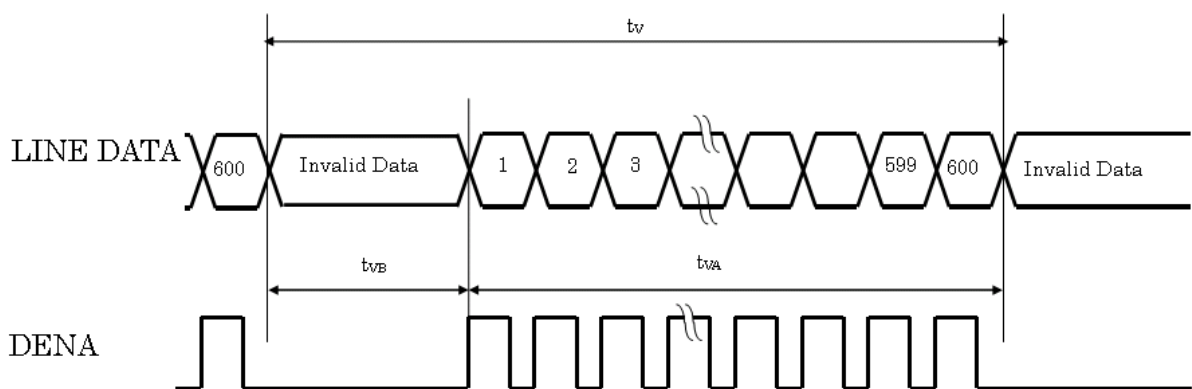 tV
LINE DATA
600
Invalid Data
1
2
3
599
600
Invalid Data
tVB
tVA
DENA